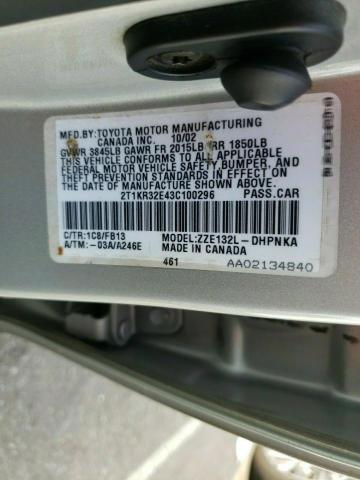 MFD.BY:TOYOTA MOTOR MANUFACTURING
CANADA INC. 10/02
GVWR 3845LB GAWR FR 2015LB RR 1850LB
THIS VEHICLE CONFORMS TO ALL APPLICABLE
FEDERAL MOTOR VEHICLE SAFETY,BUMPER, AND
THEFT PREVENTION STANDARDS IN EFFECT ON
THE DATE OF MANUFACTURE SHOWN ABOVE.
2T1KR32E43C100296 PASS.CAR
C/TR:1C8/FB13 MODEL:ZZE132L-DHPNKA
A/TM:-03A/A246E MADE IN CANADA
461 AA02134840